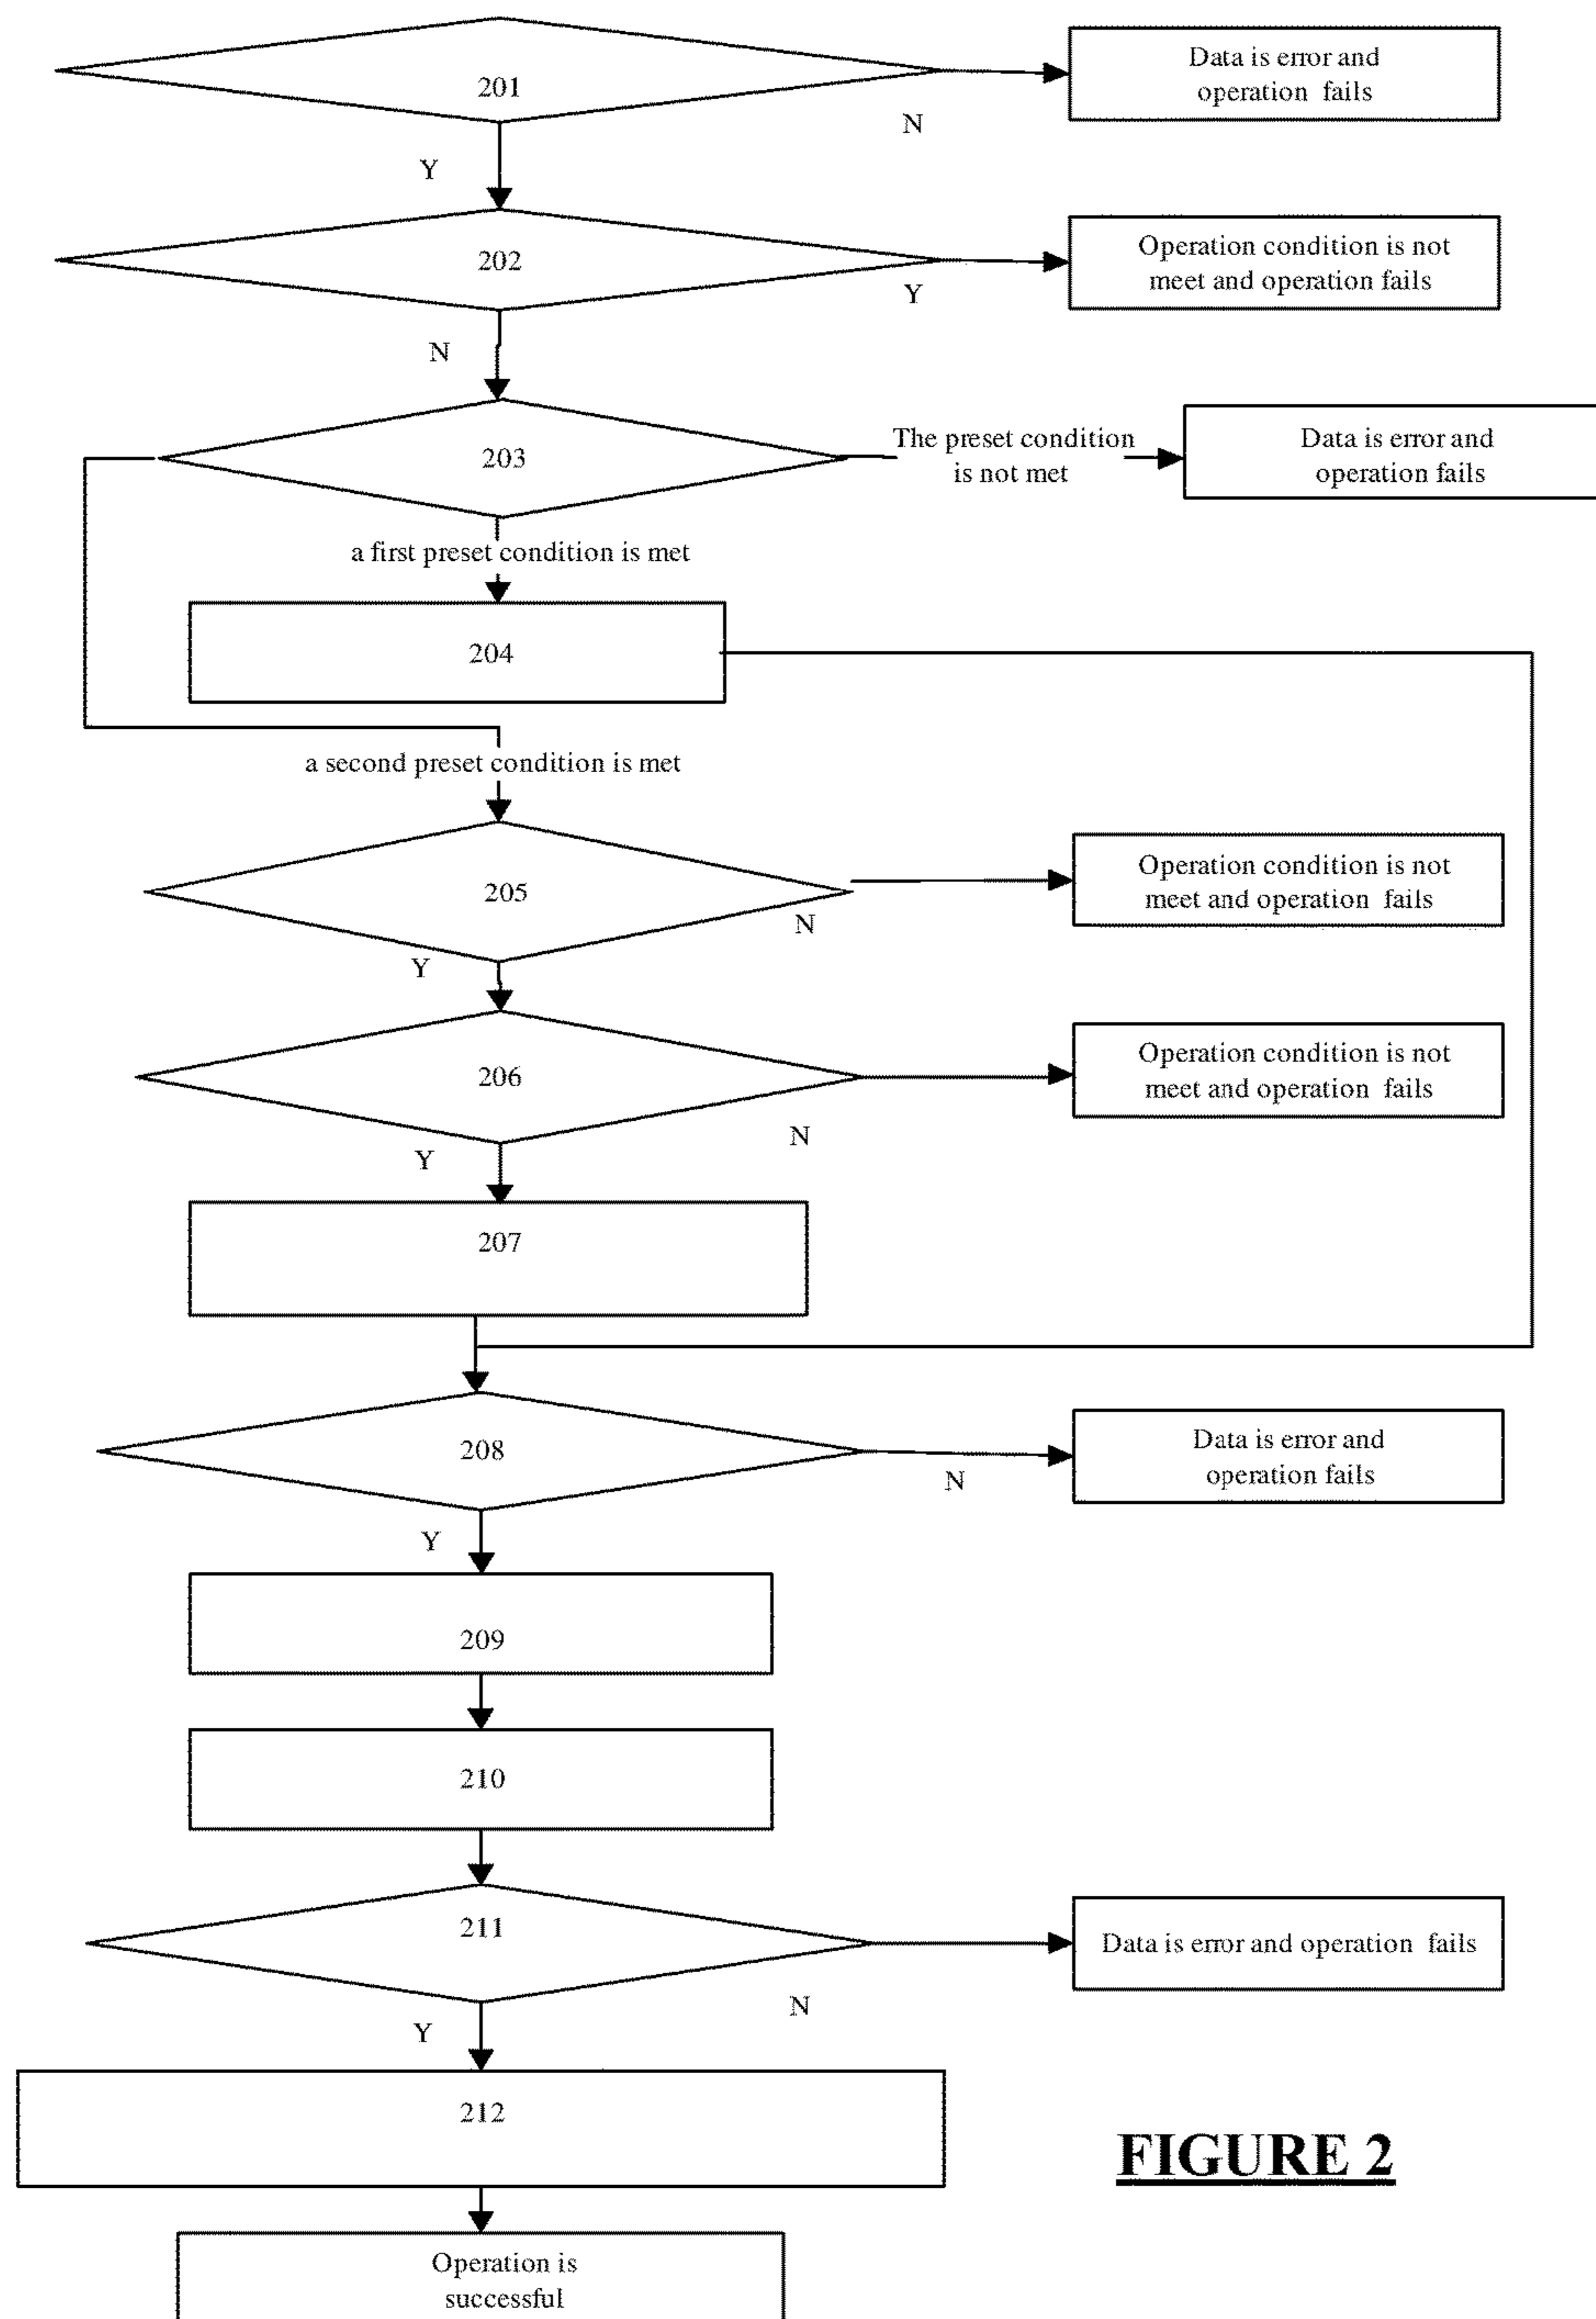 201
Data is error and
operation fails
N
Y
202
Operation condition is not
meet and operation fails
Y
N
203
The preset condition
is not met
Data is error and
operation fails
a first preset condition is met
204
a second preset condition is met
205
Operation condition is not
meet and operation fails
N
Y
206
Operation condition is not
meet and operation fails
N
Y
207
208
Data is error and
operation fails
N
Y
209
210
211
Data is error and operation fails
N
Y
212
Operation is
successful
FIGURE 2